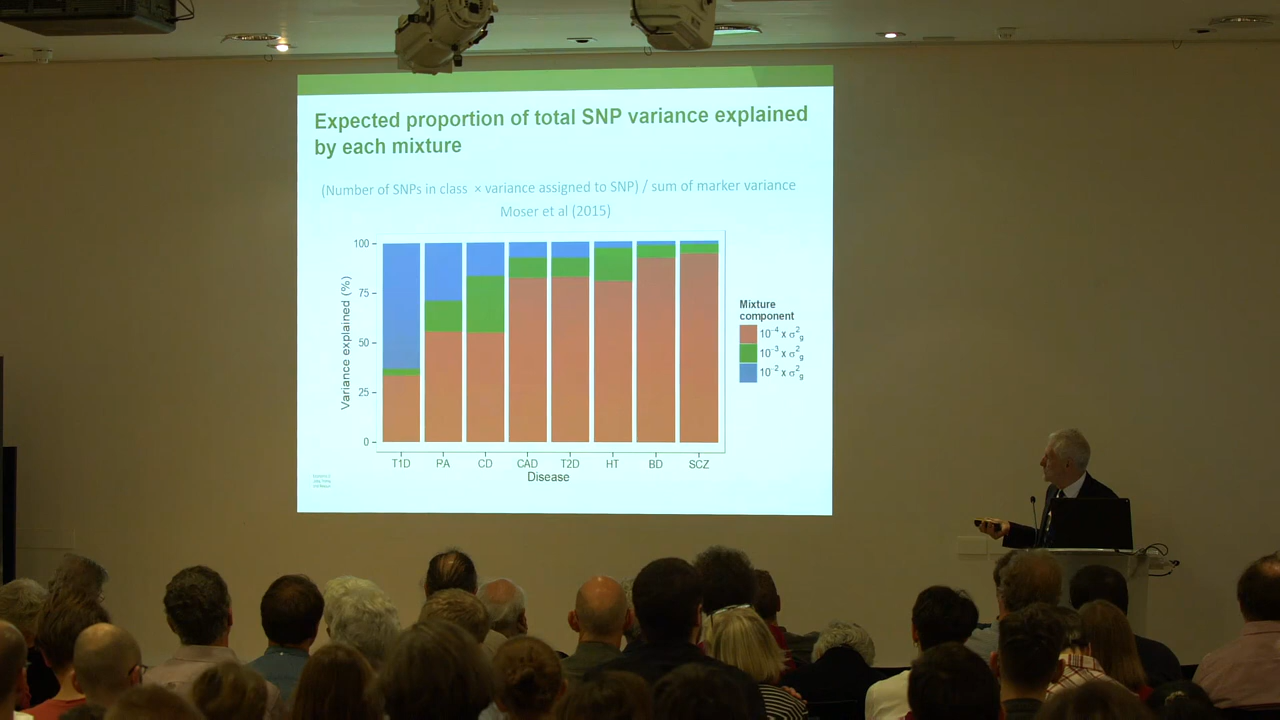 Expected proportion of total SNP variance explained
by each mixture
(Number of SNPs in class × variance assigned to SNP) / sum of marker variance
Moser et al (2015)
Variance explained (%)
100
75
50
25
0
T1D PA CD CAD T2D HT BD SCZ
Disease
Mixture
component
10⁻⁴ x σ²g
10⁻³ x σ²g
10⁻² x σ²g